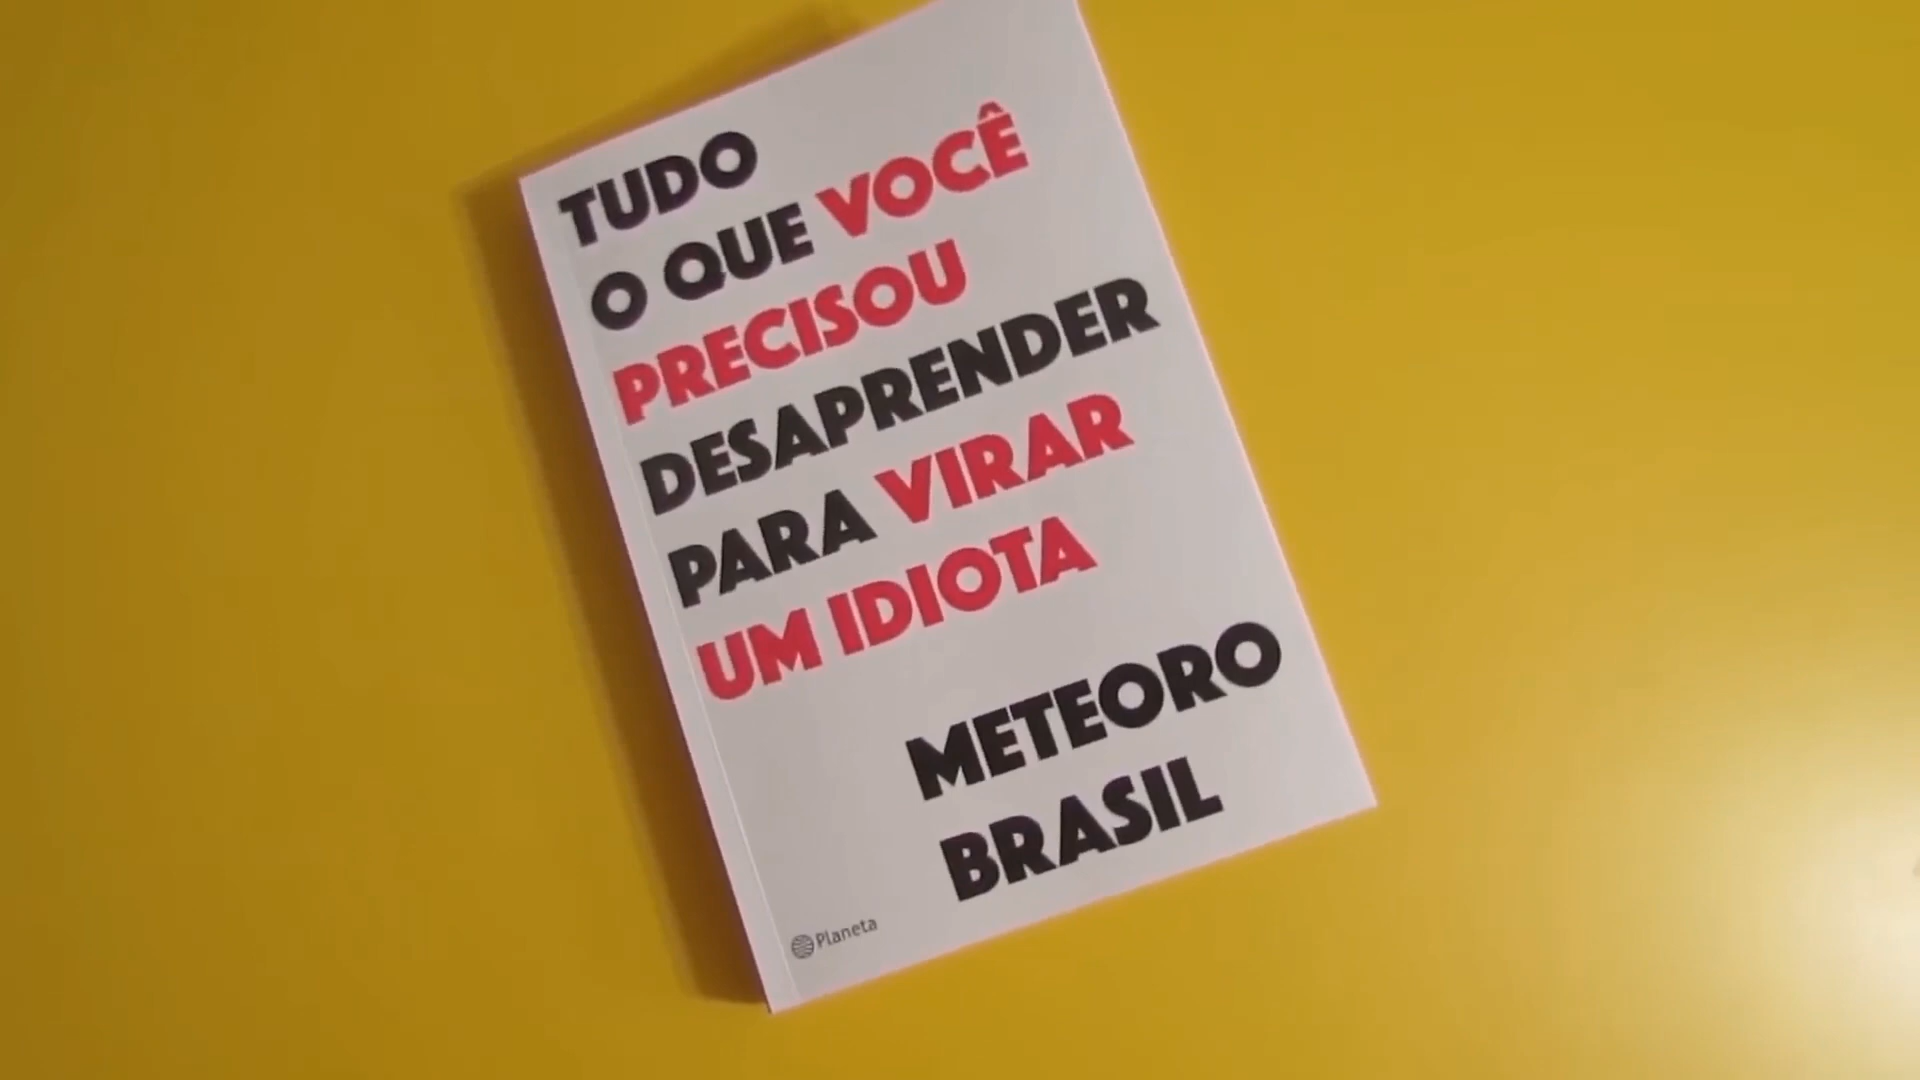 TUDO
O QUE VOCÊ
PRECISOU
DESAPRENDER
PARA VIRAR
UM IDIOTA
METEORO
BRASIL
Planeta